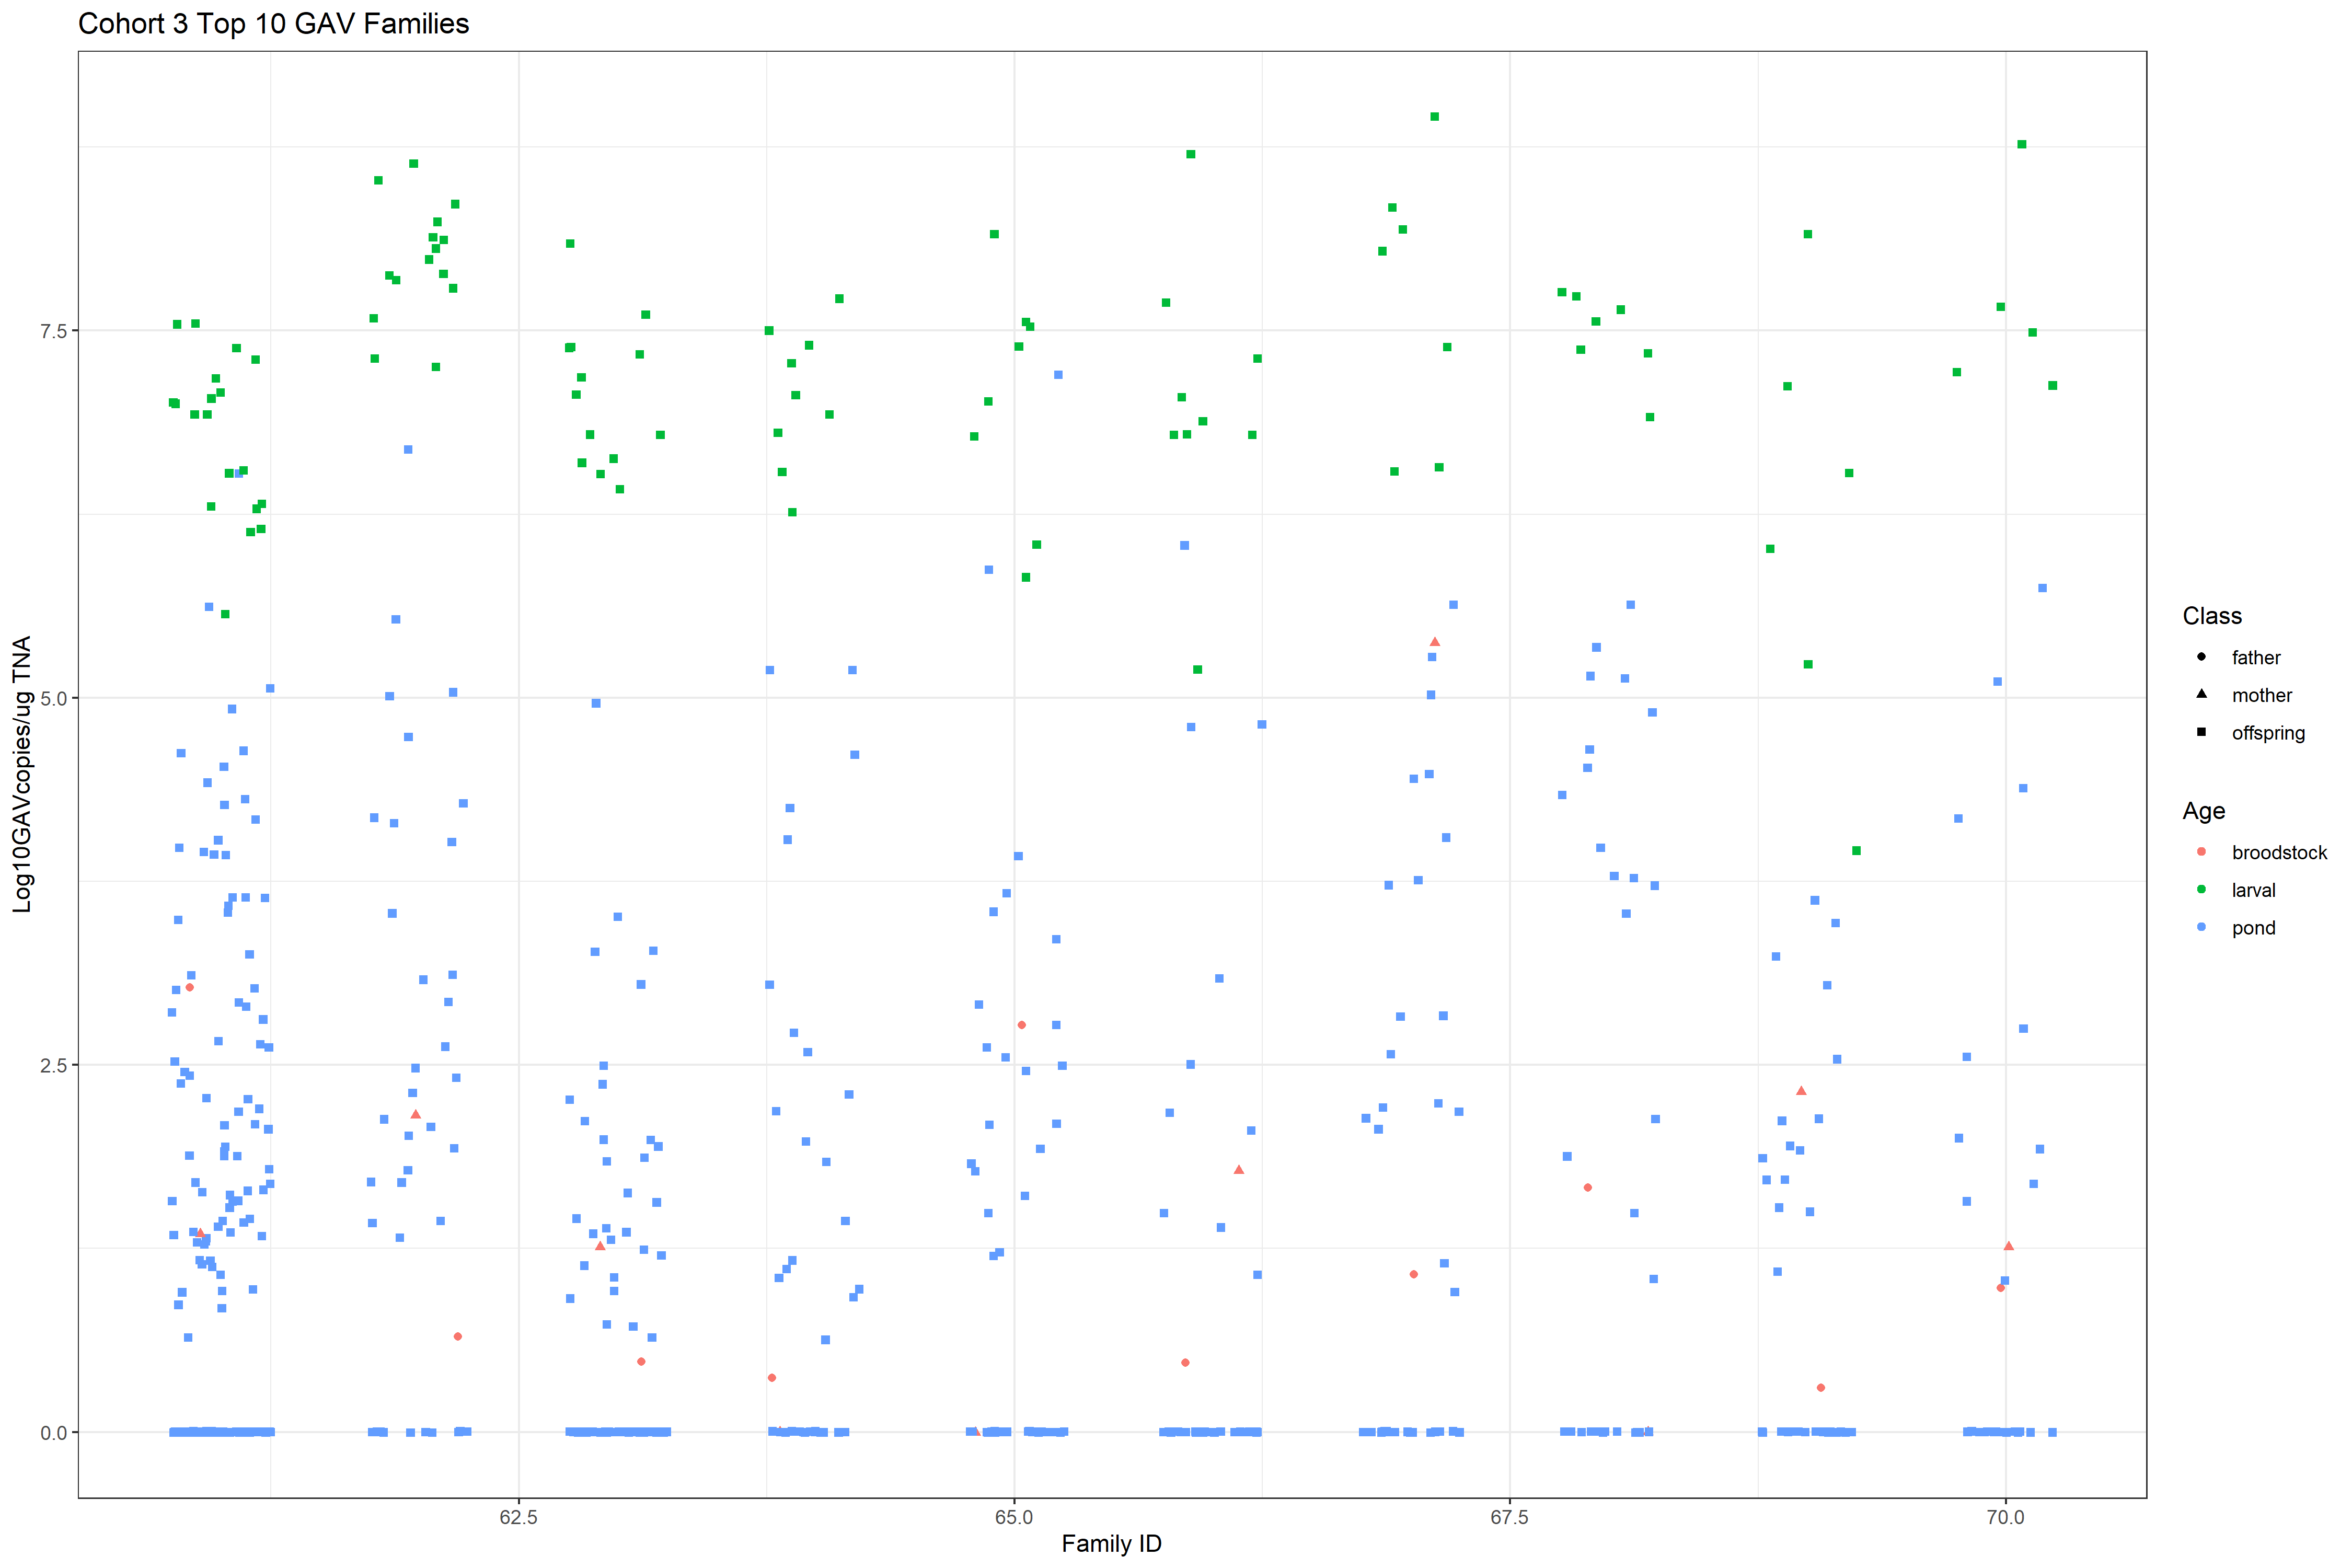 Cohort 3 Top 10 GAV Families
Log10GAVcopies/ug TNA
7.5
5.0
2.5
0.0
62.5
65.0
67.5
70.0
Family ID
Class
father
mother
offspring
Age
broodstock
larval
pond